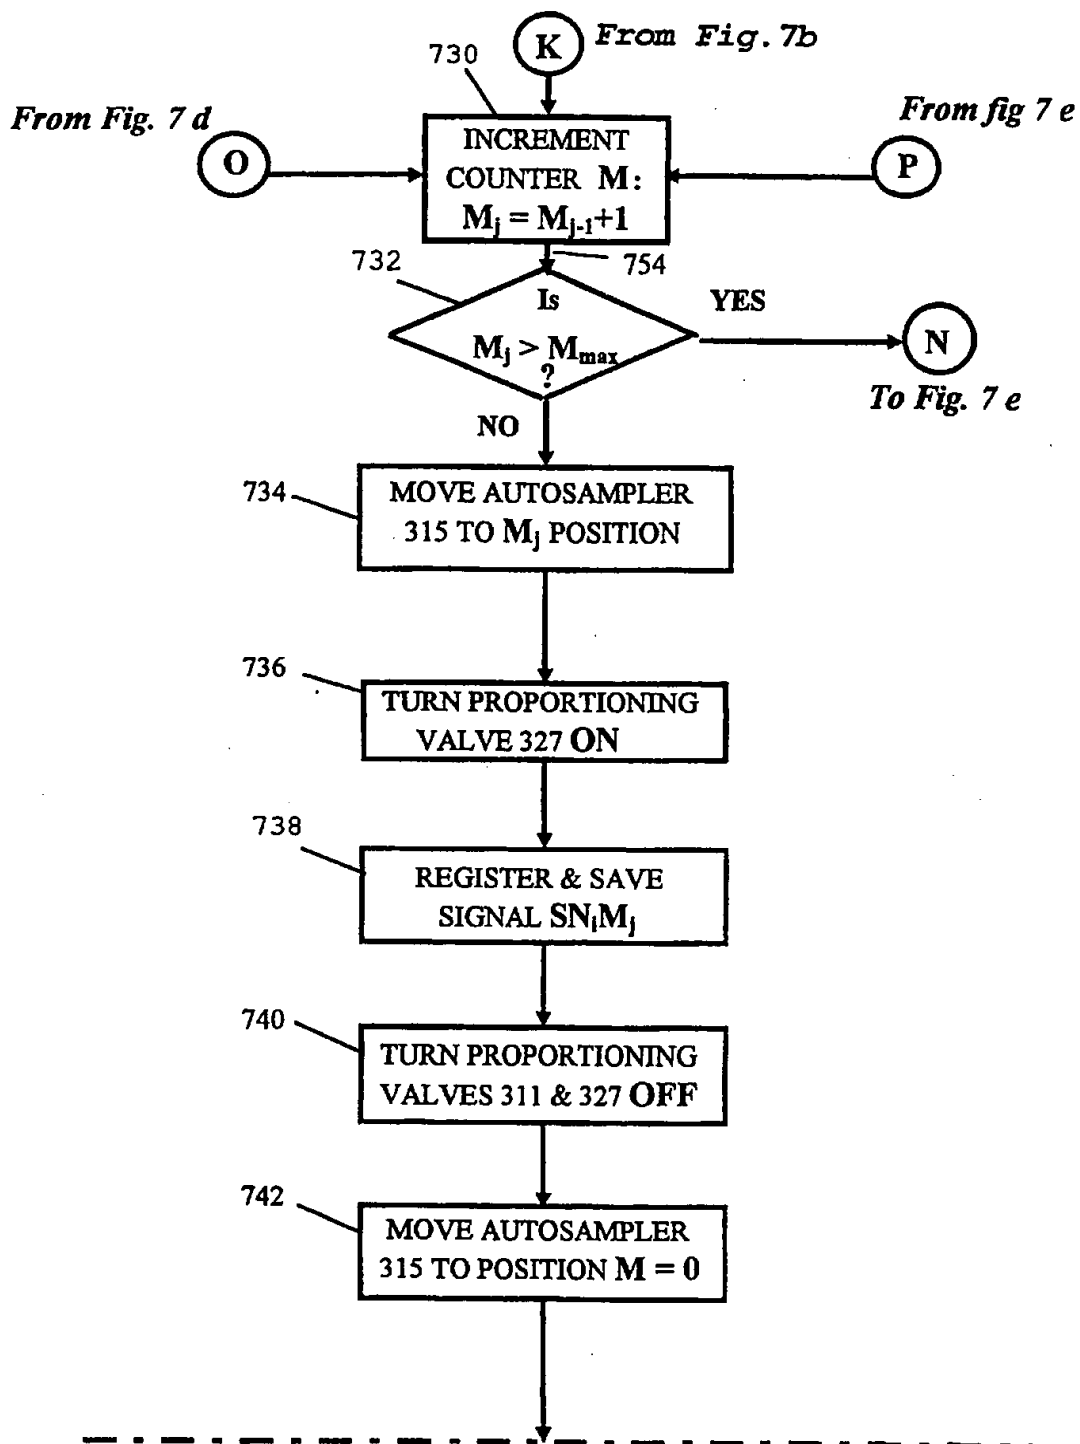 K
From Fig. 7b
730
From Fig. 7 d
From fig 7 e
O
INCREMENT
COUNTER M:
Mj = Mj-1+1
P
732
754
Is
Mj > Mmax
?
YES
N
To Fig. 7 e
NO
734
MOVE AUTOSAMPLER
315 TO Mj POSITION
736
TURN PROPORTIONING
VALVE 327 ON
738
REGISTER & SAVE
SIGNAL SNiMj
740
TURN PROPORTIONING
VALVES 311 & 327 OFF
742
MOVE AUTOSAMPLER
315 TO POSITION M = 0